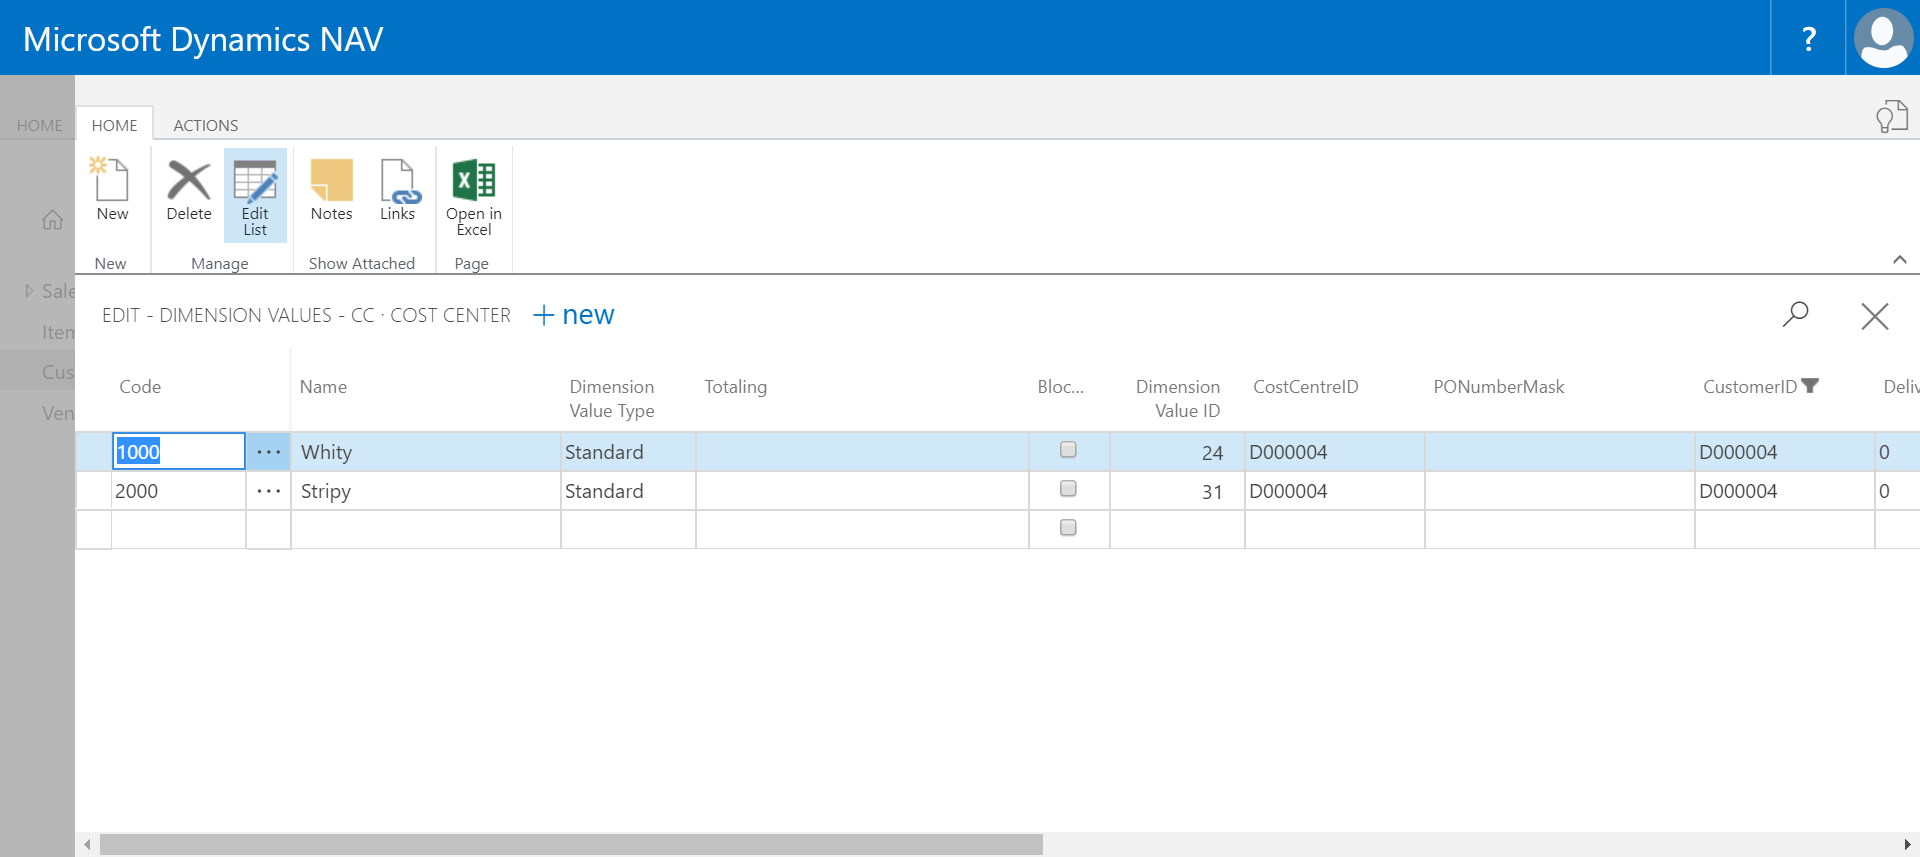 Microsoft Dynamics NAV
?
HOME
HOME
ACTIONS
New
Delete
Edit
List
Notes
Links
Open in
Excel
New
Manage
Show Attached
Page
Sale
Item
Cus
Ven
EDIT - DIMENSION VALUES - CC · COST CENTER
+ new
Code
Name
Dimension
Value Type
Totaling
Bloc...
Dimension
Value ID
CostCentreID
PONumberMask
CustomerID
Deliv
1000 ... Whity Standard 24 D000004 D000004 0
2000 ... Stripy Standard 31 D000004 D000004 0